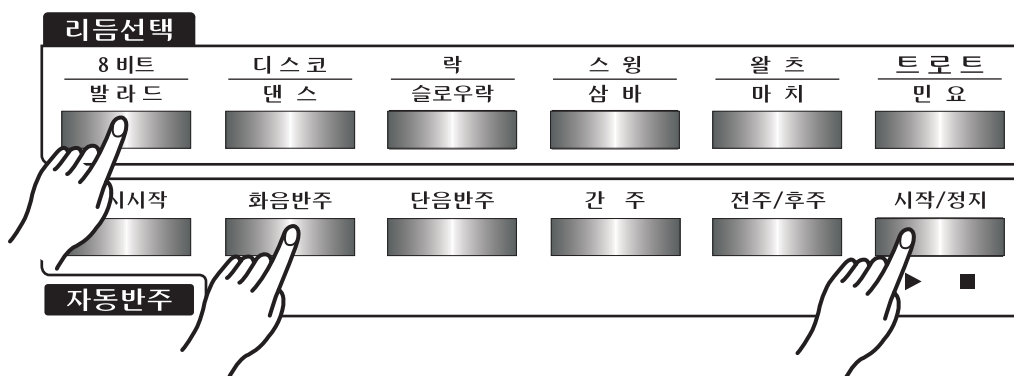 리듬선택
8 비트 디스코 락 스 윙 왈 츠 트로트
발라드 댄 스 슬로우락 삼 바 마 치 민 요
시작 화음반주 단음반주 간 주 전주/후주 시작/정지
자동반주